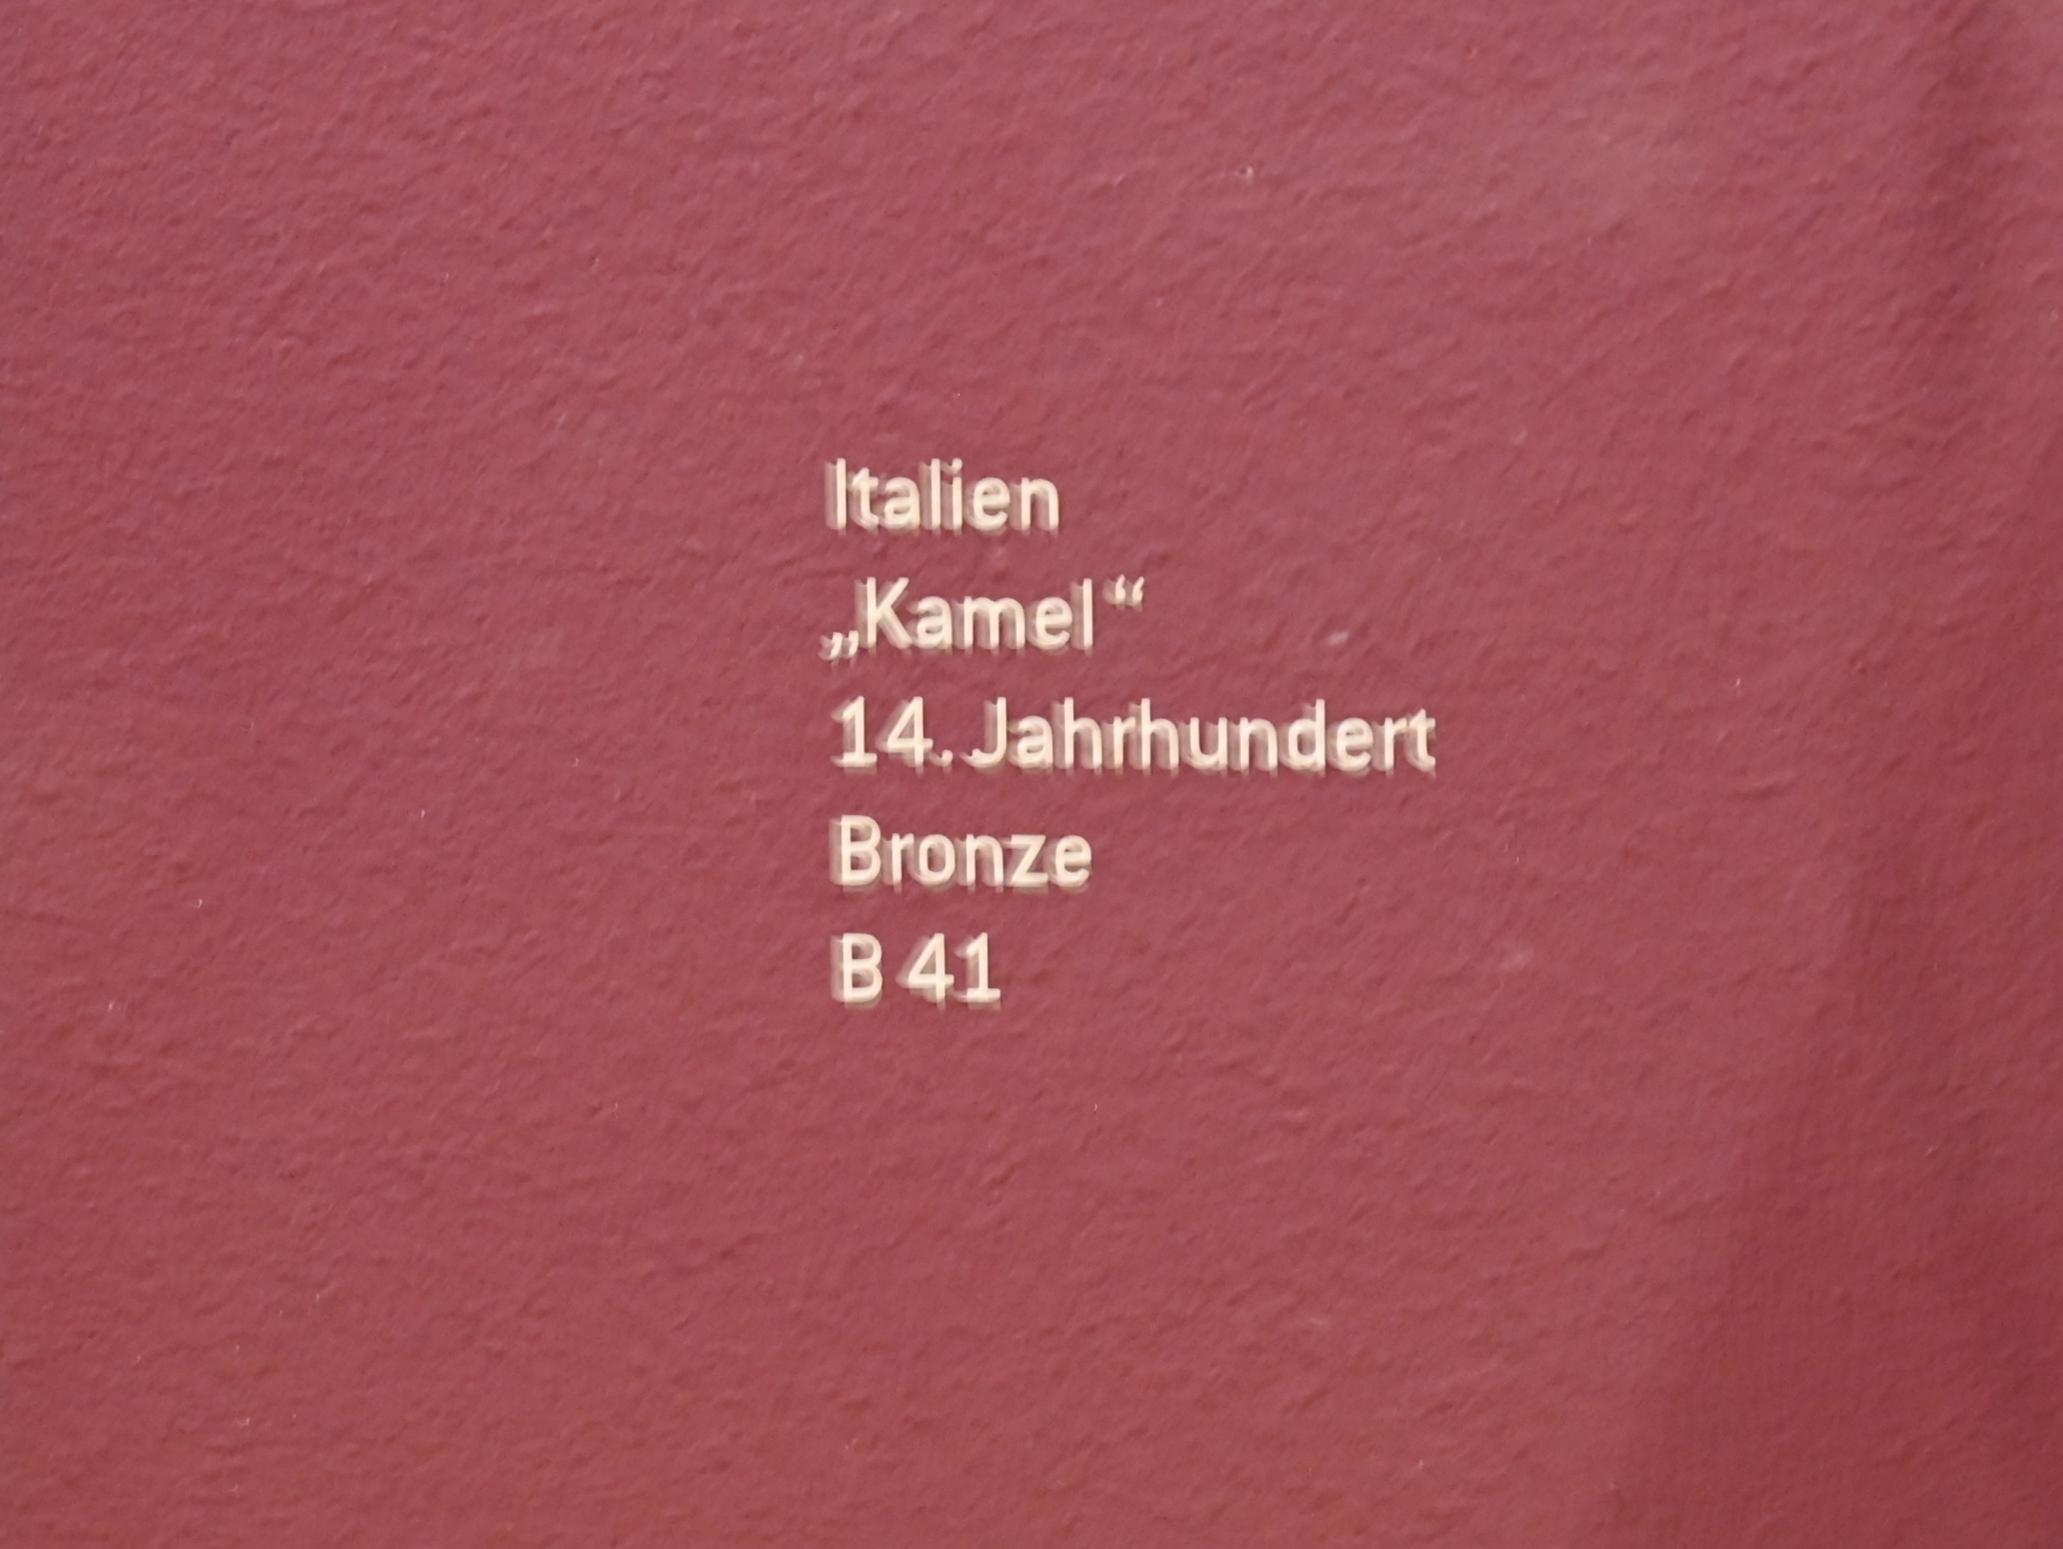 Italien
„Kamel“
14. Jahrhundert
Bronze
B 41